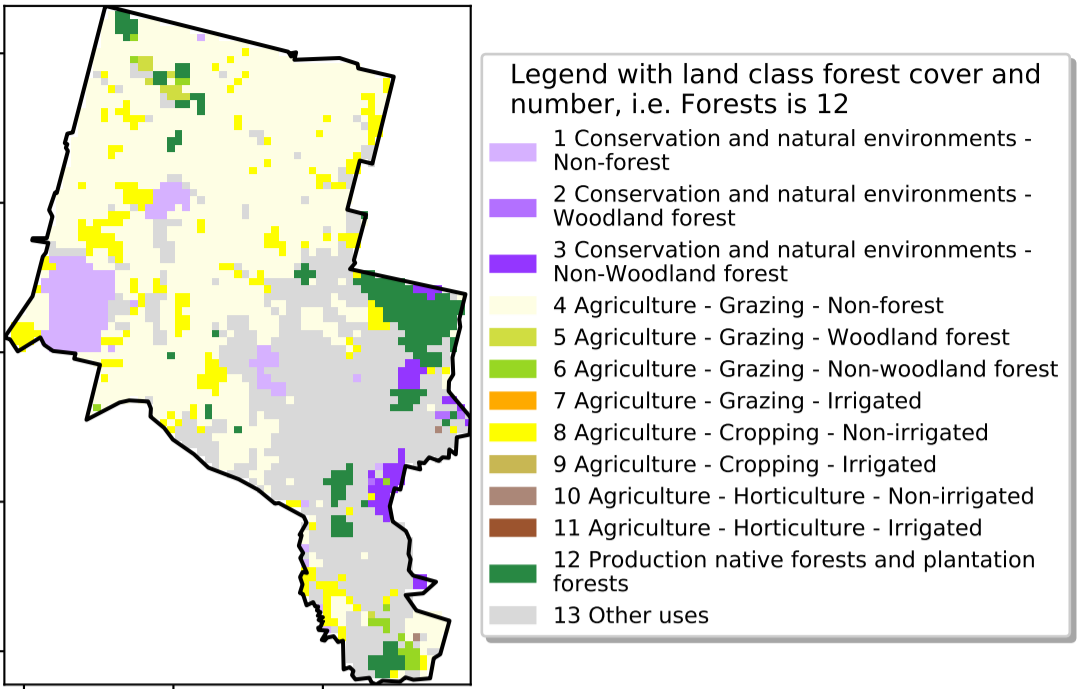 Legend with land class forest cover and
number, i.e. Forests is 12
1 Conservation and natural environments -
Non-forest
2 Conservation and natural environments -
Woodland forest
3 Conservation and natural environments -
Non-Woodland forest
4 Agriculture - Grazing - Non-forest
5 Agriculture - Grazing - Woodland forest
6 Agriculture - Grazing - Non-woodland forest
7 Agriculture - Grazing - Irrigated
8 Agriculture - Cropping - Non-irrigated
9 Agriculture - Cropping - Irrigated
10 Agriculture - Horticulture - Non-irrigated
11 Agriculture - Horticulture - Irrigated
12 Production native forests and plantation
forests
13 Other uses